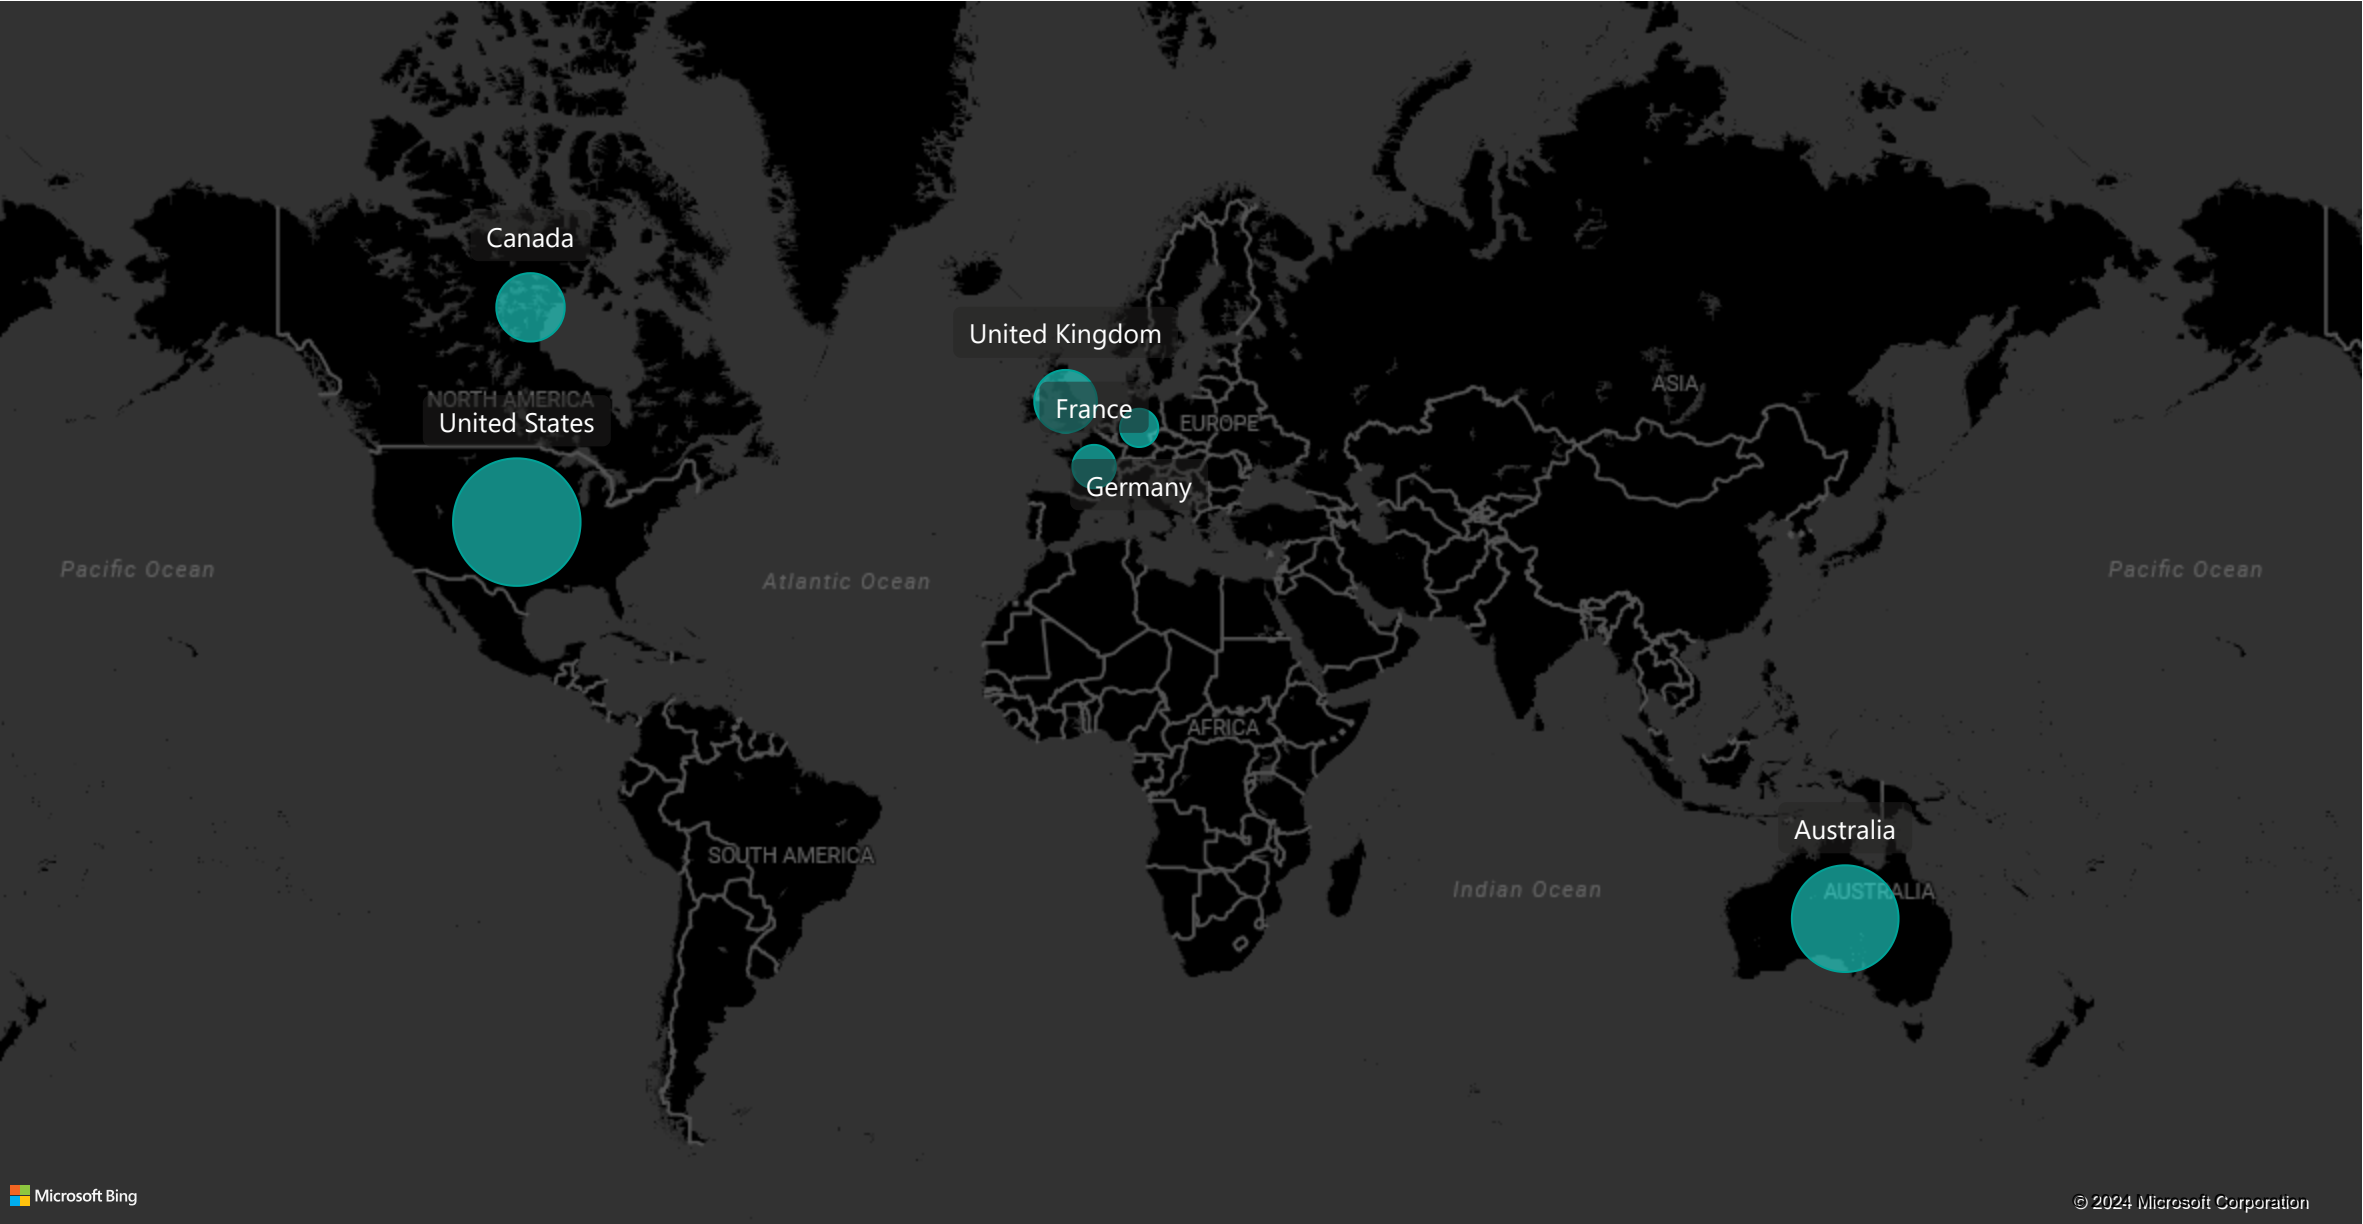 Canada
United Kingdom
NORTH AMERICA
United States
France
ASIA
EUROPE
Germany
Pacific Ocean
Atlantic Ocean
Pacific Ocean
AFRICA
SOUTH AMERICA
Australia
AUSTRALIA
Indian Ocean
Microsoft Bing
© 2024 Microsoft Corporation